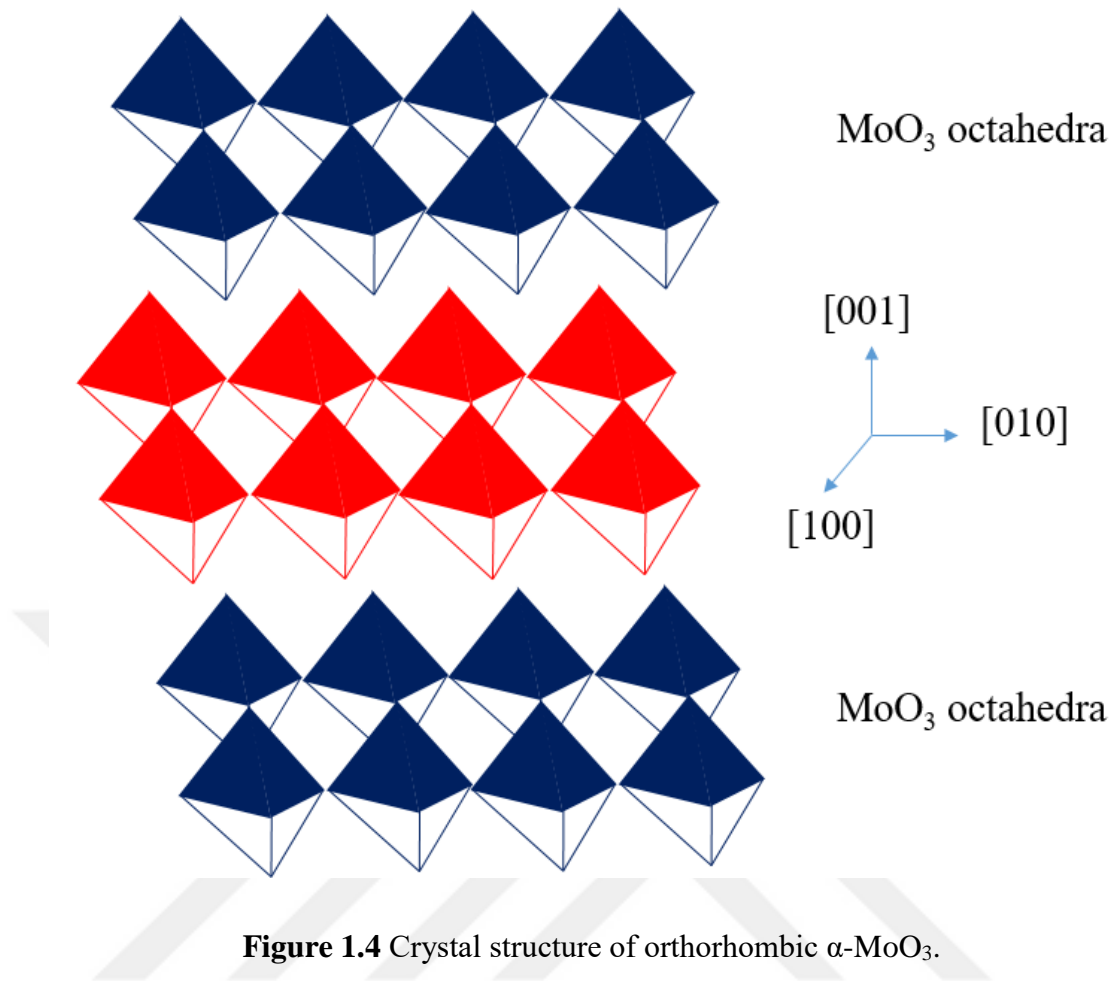 MoO₃ octahedra
[001]
[010]
[100]
MoO₃ octahedra
Figure 1.4 Crystal structure of orthorhombic α-MoO₃.